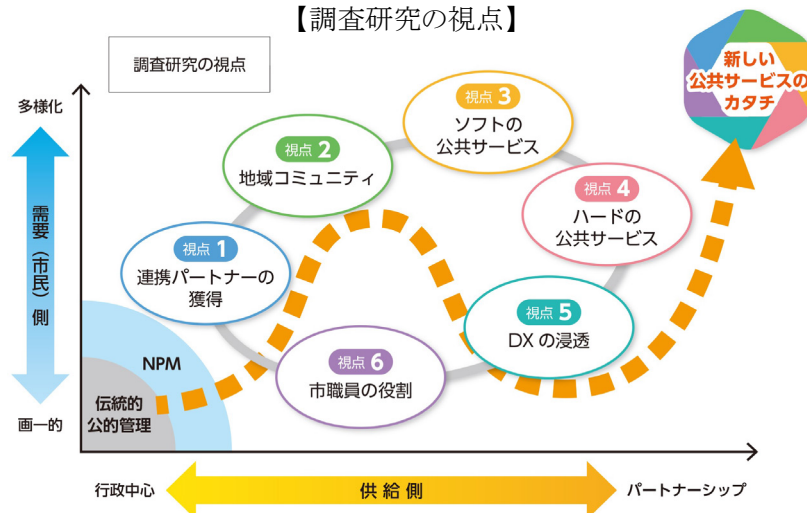 【調査研究の視点】
調査研究の視点
新しい
公共サービスの
カタチ
多様化
需要（市民）側
画一的
視点 1
連携パートナーの
獲得
視点 2
地域コミュニティ
視点 3
ソフトの
公共サービス
視点 4
ハードの
公共サービス
視点 5
DX の浸透
視点 6
市職員の役割
NPM
伝統的
公的管理
行政中心
供給側
パートナーシップ